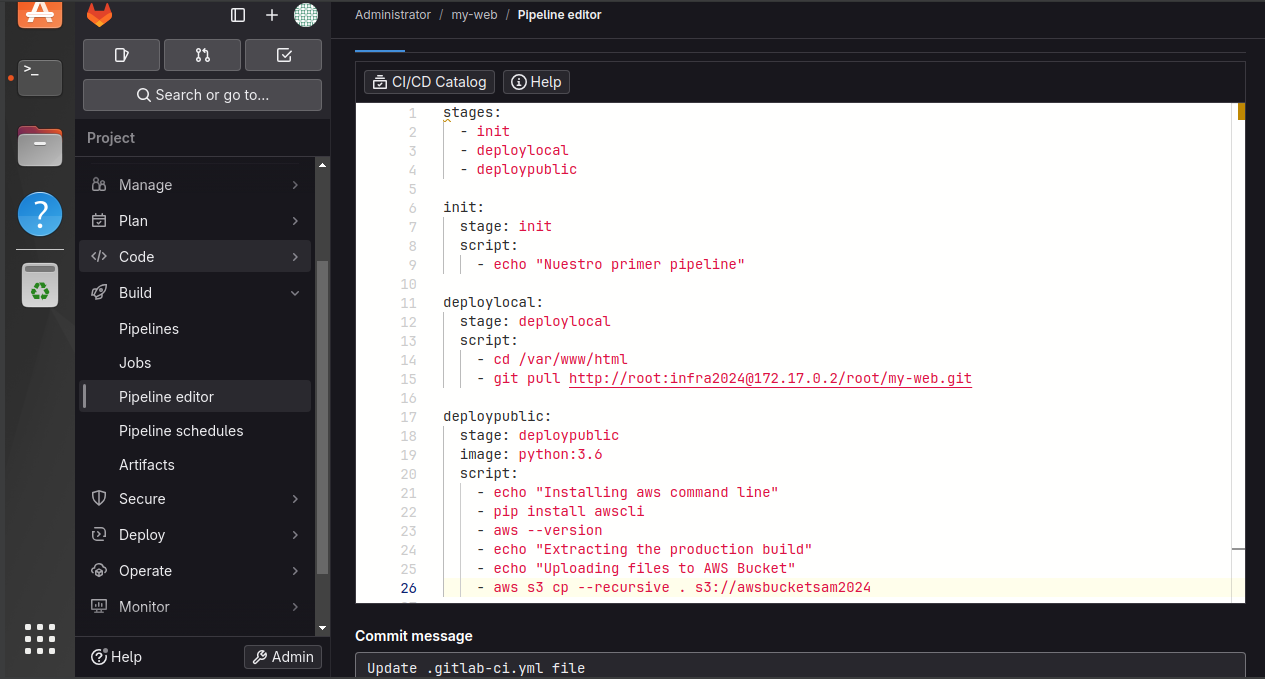 Administrator / my-web / Pipeline editor
Search or go to...
CI/CD Catalog
Help
Project
Manage
Plan
Code
Build
Pipelines
Jobs
Pipeline editor
Pipeline schedules
Artifacts
Secure
Deploy
Operate
Monitor
Help
Admin
1 stages:
2   - init
3   - deploylocal
4   - deploypublic
5
6 init:
7   stage: init
8   script:
9     - echo "Nuestro primer pipeline"
10
11 deploylocal:
12   stage: deploylocal
13   script:
14     - cd /var/www/html
15     - git pull http://root:infra2024@172.17.0.2/root/my-web.git
16
17 deploypublic:
18   stage: deploypublic
19   image: python:3.6
20   script:
21     - echo "Installing aws command line"
22     - pip install awscli
23     - aws --version
24     - echo "Extracting the production build"
25     - echo "Uploading files to AWS Bucket"
26     - aws s3 cp --recursive . s3://awsbucketsam2024
Commit message
Update .gitlab-ci.yml file